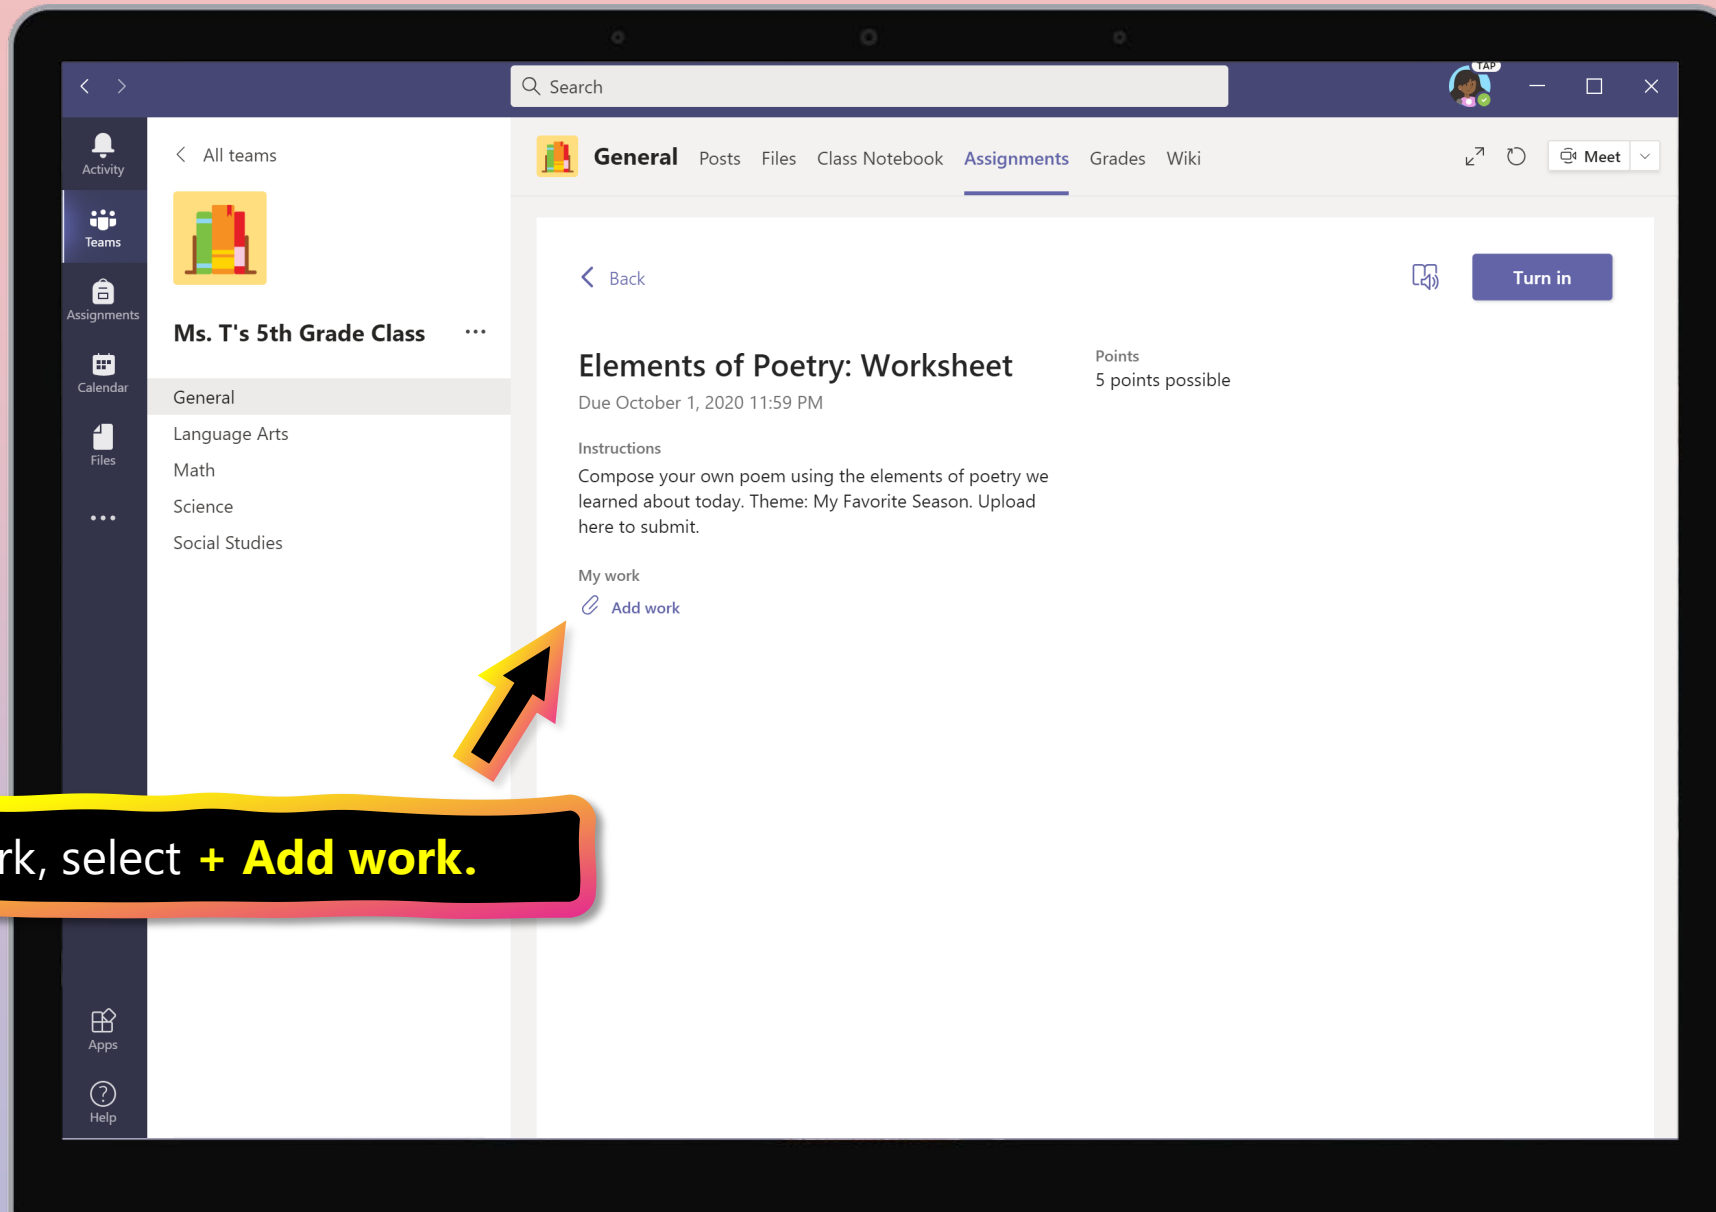 Search
TAP
Activity
Teams
Assignments
Calendar
Files
Apps
Help
All teams
Ms. T's 5th Grade Class
General
Language Arts
Math
Science
Social Studies
General Posts Files Class Notebook Assignments Grades Wiki
Meet
Back
Turn in
Elements of Poetry: Worksheet
Due October 1, 2020 11:59 PM
Points
5 points possible
Instructions
Compose your own poem using the elements of poetry we
learned about today. Theme: My Favorite Season. Upload
here to submit.
My work
Add work
rk, select + Add work.